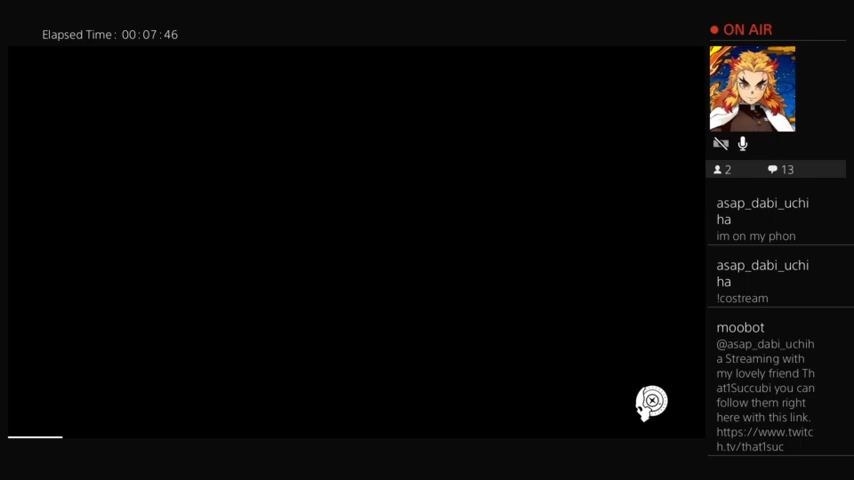 Elapsed Time: 00:07:46
ON AIR
2 13
asap_dabi_uchi
ha
im on my phon
asap_dabi_uchi
ha
!costream
moobot
@asap_dabi_uchih
a Streaming with
my lovely friend Th
at1Succubi you can
follow them right
here with this link.
https://www.twitc
h.tv/that1suc